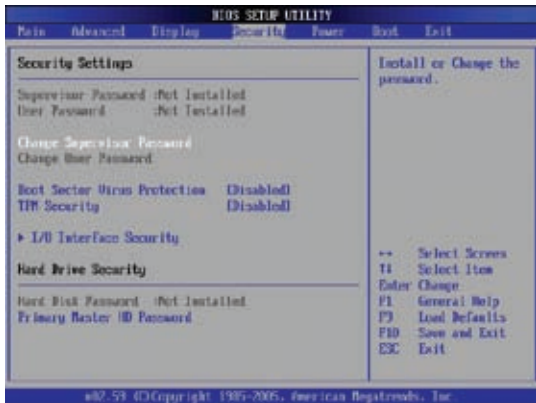 BIOS SETUP UTILITY
Main Advanced Display Security Power Boot Exit
Security Settings
Supervisor Password :Not Installed
User Password :Not Installed
Change Supervisor Password
Change User Password
Boot Sector Virus Protection [Disabled]
TPM Security [Disabled]
▶ I/O Interface Security
Hard Drive Security
Hard Disk Password :Not Installed
Primary Master HD Password
Install or Change the
password.
↔ Select Screen
↑↓ Select Item
Enter Change
F1 General Help
F9 Load Defaults
F10 Save and Exit
ESC Exit
v02.59 (C)Copyright 1985-2005, American Megatrends, Inc.